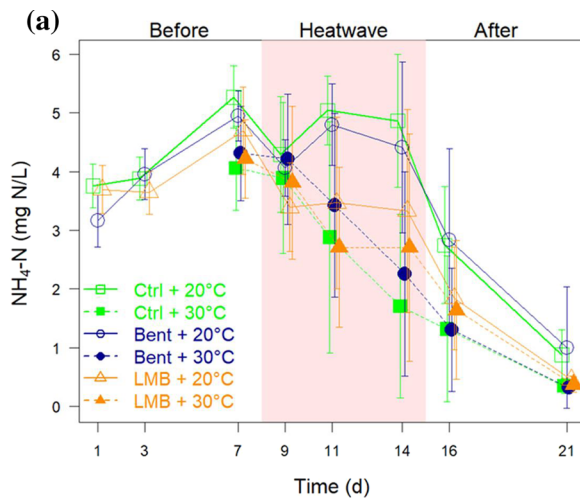 (a)
Before Heatwave After
6
5
4
3
2
1
0
NH₄-N (mg N/L)
Ctrl + 20°C
Ctrl + 30°C
Bent + 20°C
Bent + 30°C
LMB + 20°C
LMB + 30°C
1 3 7 9 11 14 16 21
Time (d)